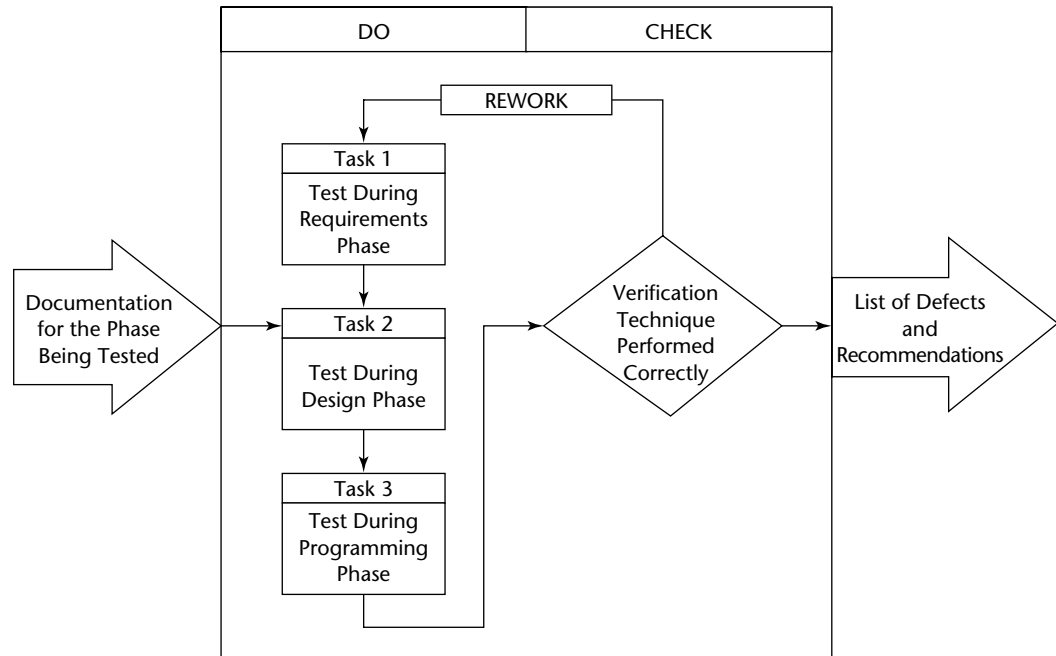 DO
CHECK
REWORK
Task 1
Test During
Requirements
Phase
Documentation
for the Phase
Being Tested
Task 2
Test During
Design Phase
Task 3
Test During
Programming
Phase
Verification
Technique
Performed
Correctly
List of Defects
and
Recommendations